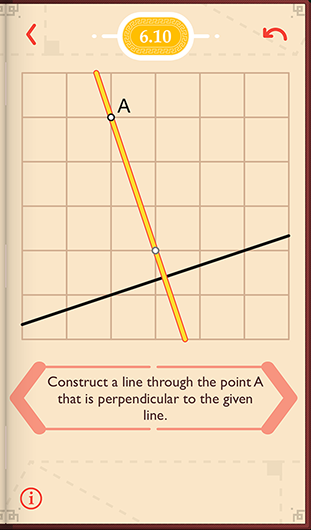 6.10
A
Construct a line through the point A
that is perpendicular to the given
line.
i